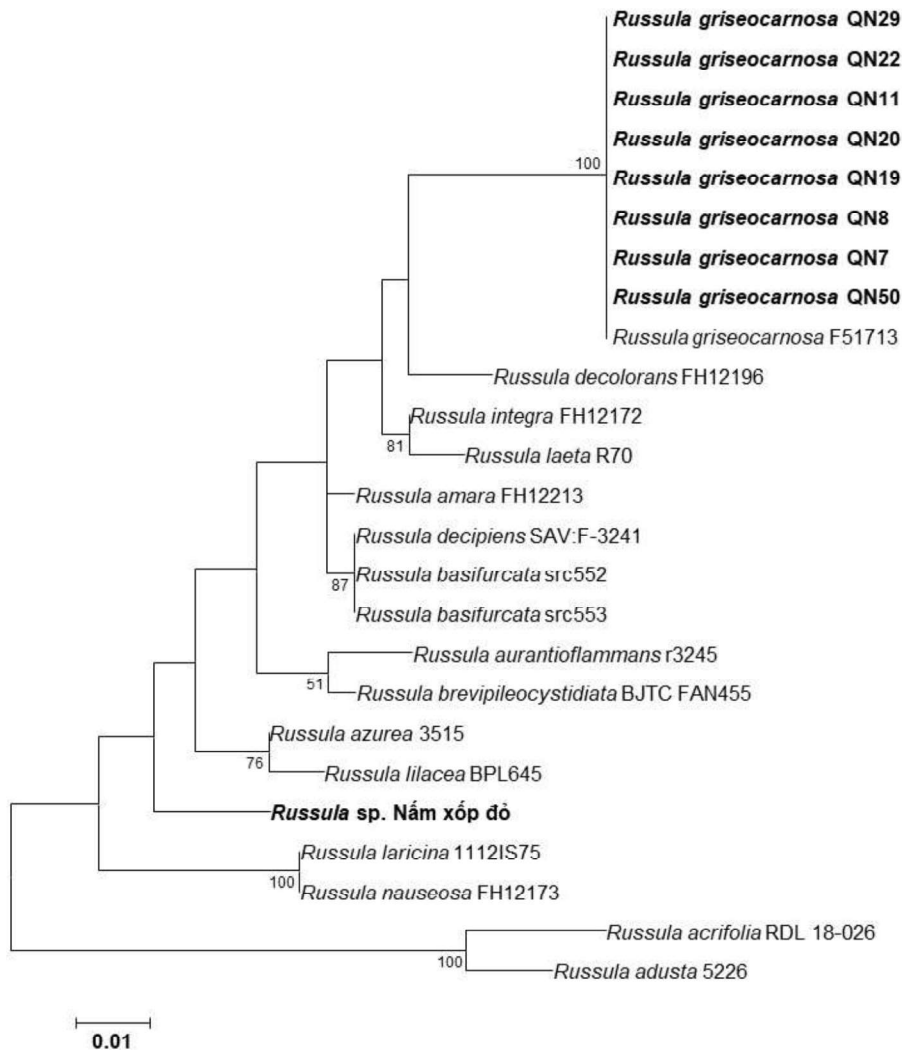 Russula griseocarnosa QN29
Russula griseocarnosa QN22
Russula griseocarnosa QN11
Russula griseocarnosa QN20
100
Russula griseocarnosa QN19
Russula griseocarnosa QN8
Russula griseocarnosa QN7
Russula griseocarnosa QN50
Russula griseocarnosa F51713
Russula decolorans FH12196
Russula integra FH12172
81
Russula laeta R70
Russula amara FH12213
Russula decipiens SAV:F-3241
Russula basifurcata src552
87
Russula basifurcata src553
Russula aurantioflammans r3245
51
Russula brevipileocystidiata BJTC FAN455
Russula azurea 3515
76
Russula lilacea BPL645
Russula sp. Nấm xốp đỏ
Russula laricina 1112IS75
100
Russula nauseosa FH12173
Russula acrifolia RDL 18-026
100
Russula adusta 5226
0.01